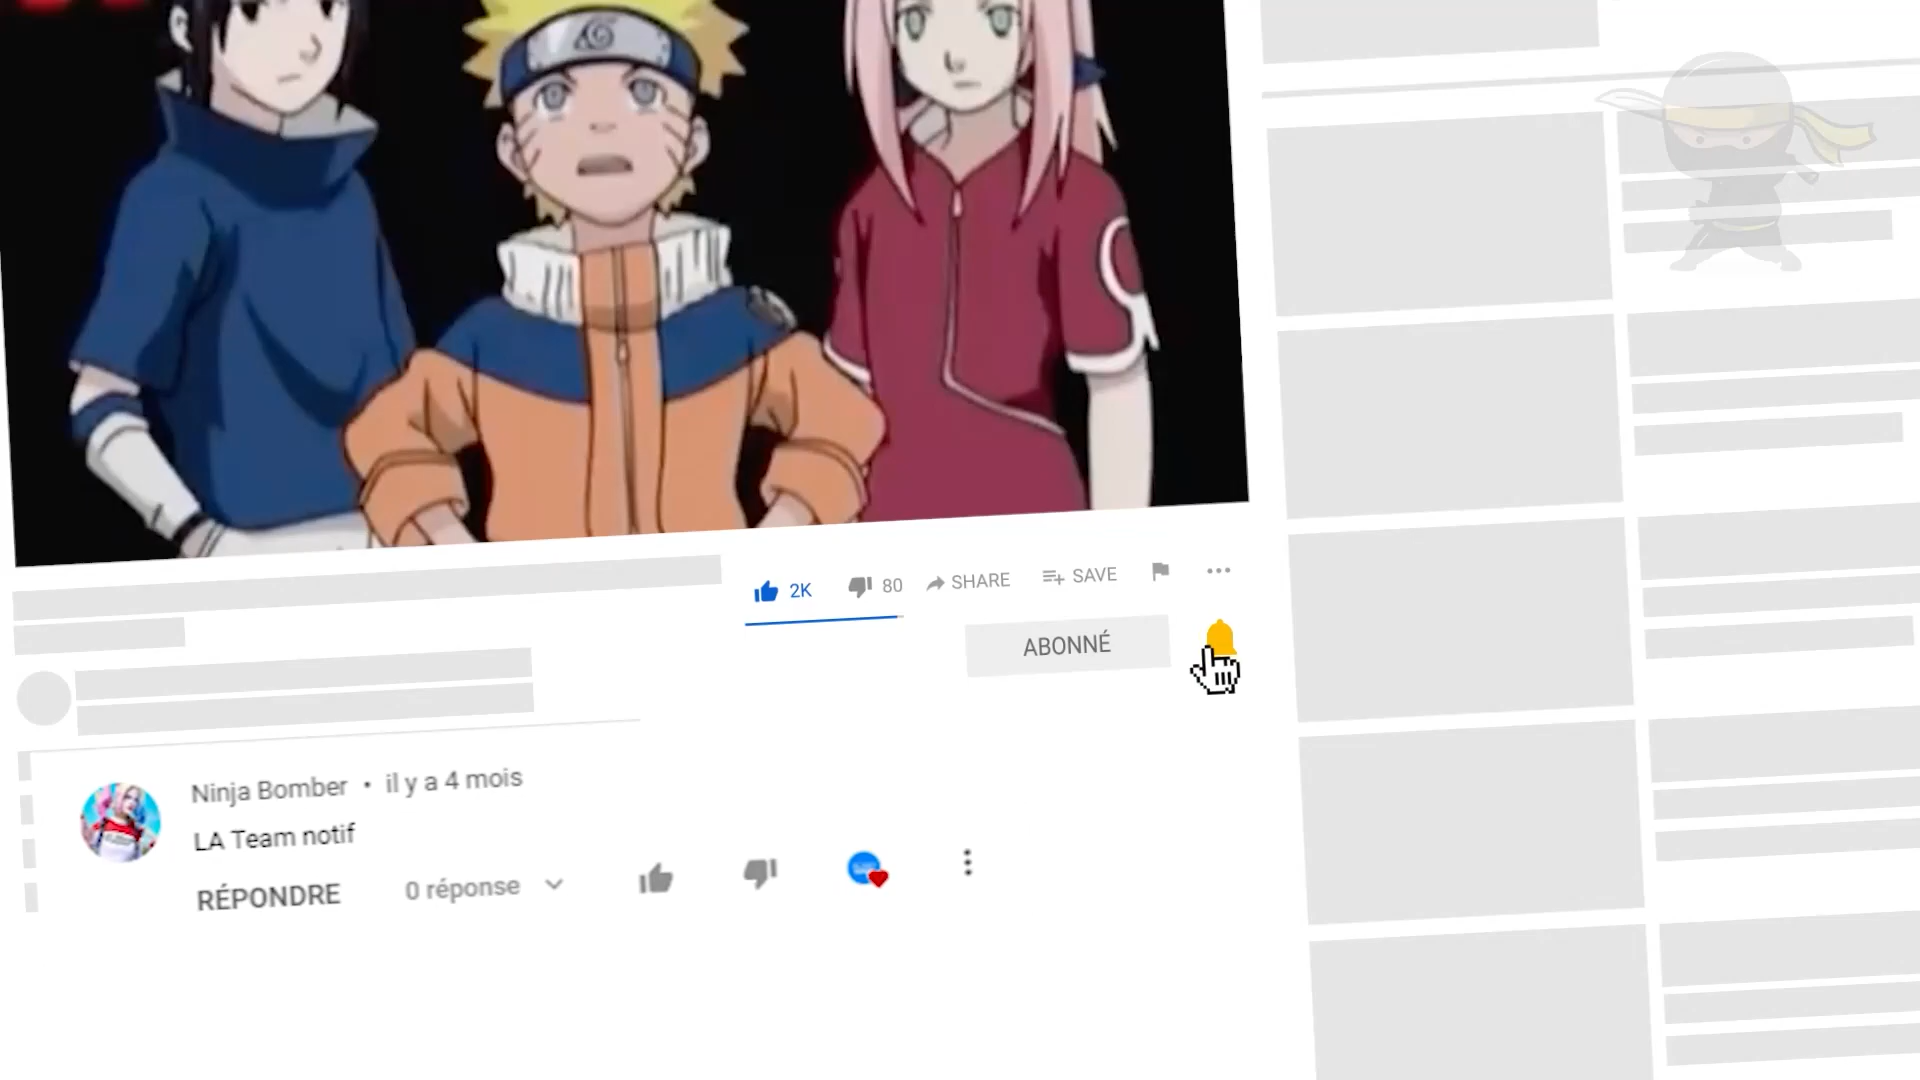 2K 80 SHARE SAVE
ABONNÉ
Ninja Bomber • il y a 4 mois
LA Team notif
RÉPONDRE 0 réponse